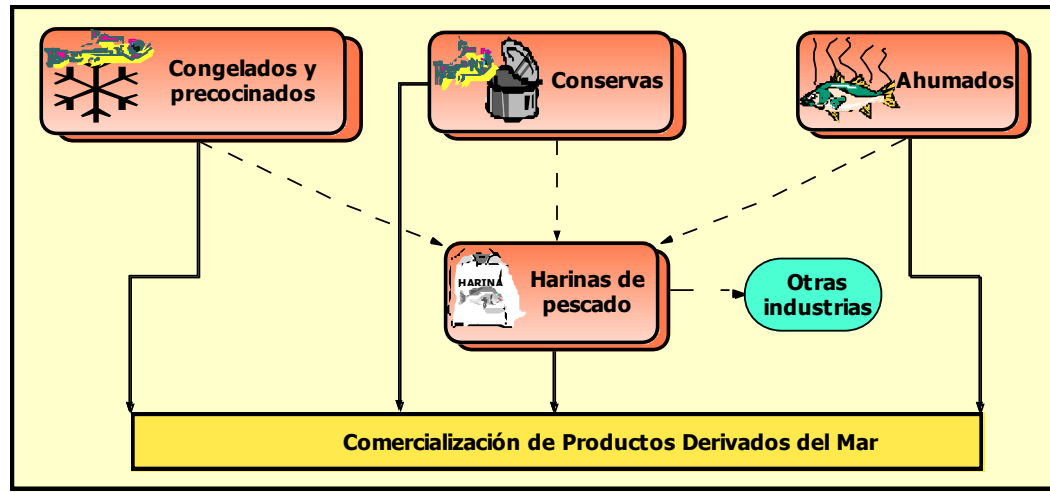 Congelados y
precocinados
Conservas
Ahumados
HARINA
Harinas de
pescado
Otras
industrias
Comercialización de Productos Derivados del Mar